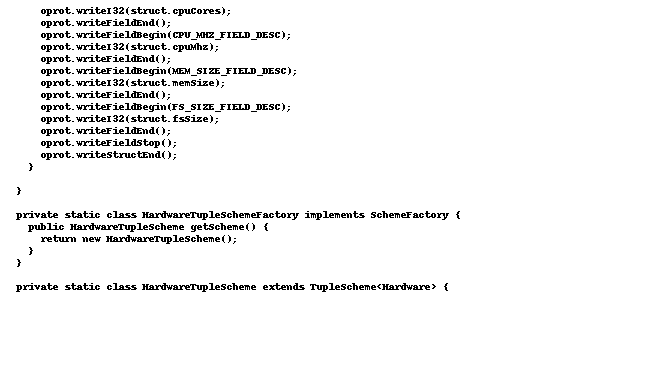 oprot.writeI32(struct.cpuCores);
oprot.writeFieldEnd();
oprot.writeFieldBegin(CPU_MHZ_FIELD_DESC);
oprot.writeI32(struct.cpuMhz);
oprot.writeFieldEnd();
oprot.writeFieldBegin(MEM_SIZE_FIELD_DESC);
oprot.writeI32(struct.memSize);
oprot.writeFieldEnd();
oprot.writeFieldBegin(FS_SIZE_FIELD_DESC);
oprot.writeI32(struct.fsSize);
oprot.writeFieldEnd();
oprot.writeFieldStop();
oprot.writeStructEnd();
}
}
private static class HardwareTupleSchemeFactory implements SchemeFactory {
public HardwareTupleScheme getScheme() {
return new HardwareTupleScheme();
}
}
private static class HardwareTupleScheme extends TupleScheme<Hardware> {